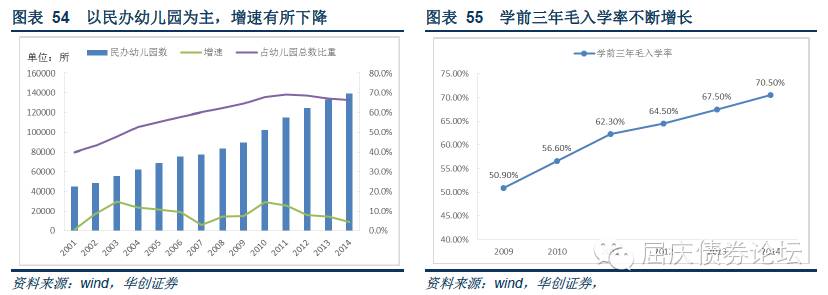 图表 54 以民办幼儿园为主，增速有所下降
单位：所
民办幼儿园数 增速 占幼儿园总数比重
160000 80.0%
140000 70.0%
120000 60.0%
100000 50.0%
80000 40.0%
60000 30.0%
40000 20.0%
20000 10.0%
0 0.0%
2001 2002 2003 2004 2005 2006 2007 2008 2009 2010 2011 2012 2013 2014
资料来源：wind，华创证券
图表 55 学前三年毛入学率不断增长
学前三年毛入学率
75.00%
70.00%
65.00%
60.00%
55.00%
50.00%
45.00%
40.00%
50.90% 56.60% 62.30% 64.50% 67.50% 70.50%
2009 2010 2011 2012 2013 2014
屈庆债券论坛
资料来源：wind，华创证券，